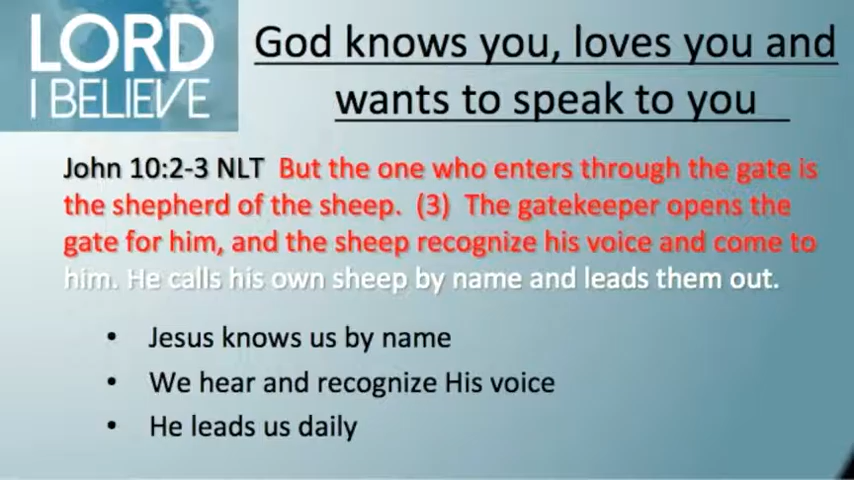 LORD
I BELIEVE
God knows you, loves you and
wants to speak to you
John 10:2-3 NLT But the one who enters through the gate is
the shepherd of the sheep. (3) The gatekeeper opens the
gate for him, and the sheep recognize his voice and come to
him. He calls his own sheep by name and leads them out.
• Jesus knows us by name
• We hear and recognize His voice
• He leads us daily